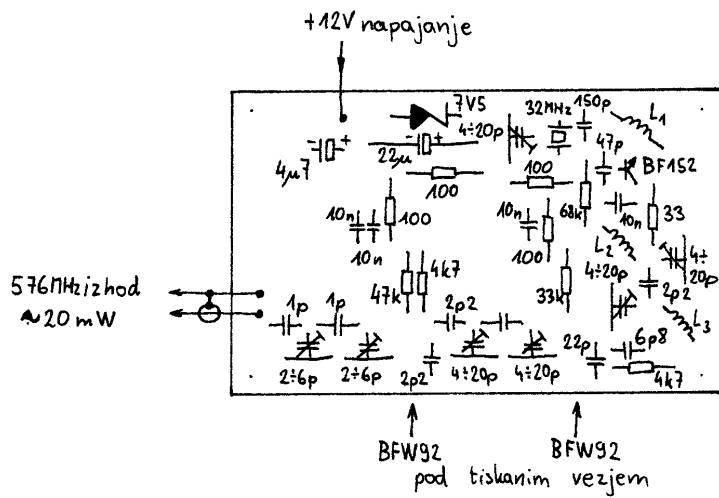 +12V napajanje
7V5
4÷20p
32MHz
150p
L1
4µ7
22µ
47p
BF152
100
100
10n
10n
100
10n
100
68k
10n
33
L2
4÷20p
4÷
20p
47k
4k7
33k
2p2
L3
576MHz izhod
~20 mW
1p
1p
2p2
22p
6p8
2÷6p
2÷6p
2p2
4÷20p
4÷20p
4k7
BFW92
BFW92
pod tiskanim vezjem